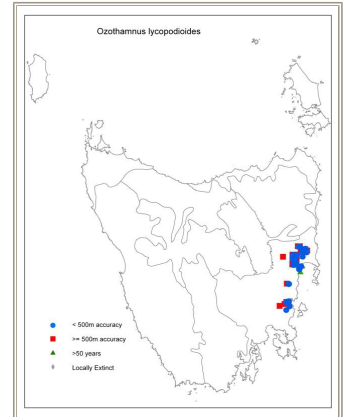 Ozothamnus lycopodioides
< 500m accuracy
>= 500m accuracy
>50 years
Locally Extinct